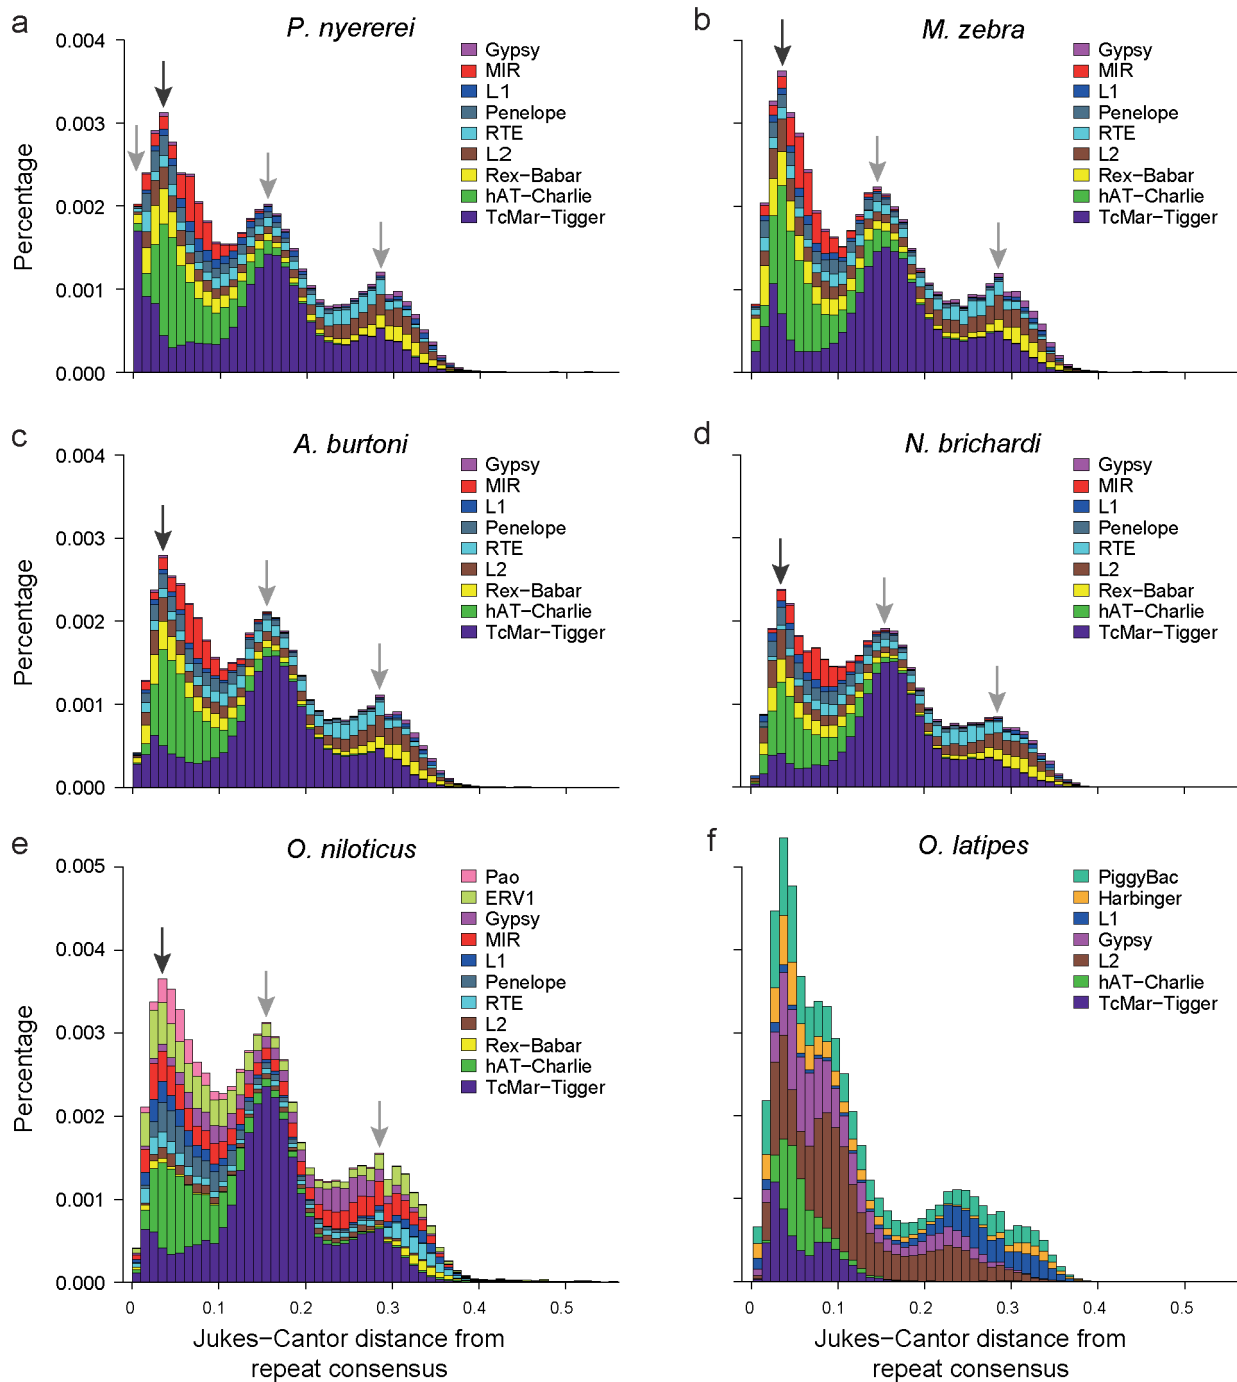 a
P. nyererei
0.004
0.003
0.002
0.001
0.000
Percentage
Gypsy
MIR
L1
Penelope
RTE
L2
Rex−Babar
hAT−Charlie
TcMar−Tigger
b
M. zebra
Gypsy
MIR
L1
Penelope
RTE
L2
Rex−Babar
hAT−Charlie
TcMar−Tigger
c
A. burtoni
0.004
0.003
0.002
0.001
0.000
Percentage
Gypsy
MIR
L1
Penelope
RTE
L2
Rex−Babar
hAT−Charlie
TcMar−Tigger
d
N. brichardi
Gypsy
MIR
L1
Penelope
RTE
L2
Rex−Babar
hAT−Charlie
TcMar−Tigger
e
O. niloticus
0.005
0.004
0.003
0.002
0.001
0.000
Percentage
Pao
ERV1
Gypsy
MIR
L1
Penelope
RTE
L2
Rex−Babar
hAT−Charlie
TcMar−Tigger
0 0.1 0.2 0.3 0.4 0.5
Jukes−Cantor distance from
repeat consensus
f
O. latipes
PiggyBac
Harbinger
L1
Gypsy
L2
hAT−Charlie
TcMar−Tigger
0 0.1 0.2 0.3 0.4 0.5
Jukes−Cantor distance from
repeat consensus